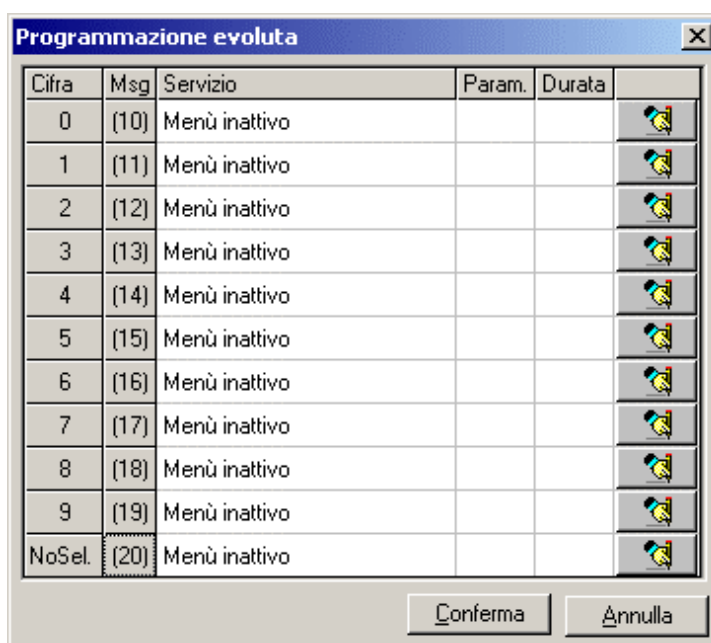 Programmazione evoluta
Cifra Msg Servizio Param. Durata
0 (10) Menù inattivo
1 (11) Menù inattivo
2 (12) Menù inattivo
3 (13) Menù inattivo
4 (14) Menù inattivo
5 (15) Menù inattivo
6 (16) Menù inattivo
7 (17) Menù inattivo
8 (18) Menù inattivo
9 (19) Menù inattivo
NoSel. (20) Menù inattivo
Conferma Annulla